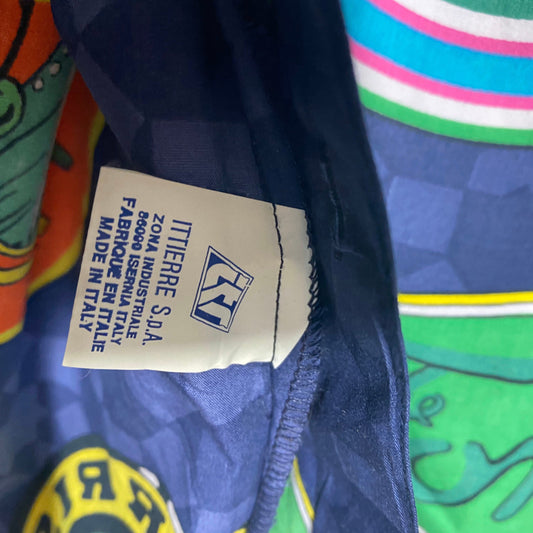 ITTIERRE S.p.A.
ZONA INDUSTRIALE
86090 ISERNIA ITALY
FABRIQUE EN ITALIE
MADE IN ITALY